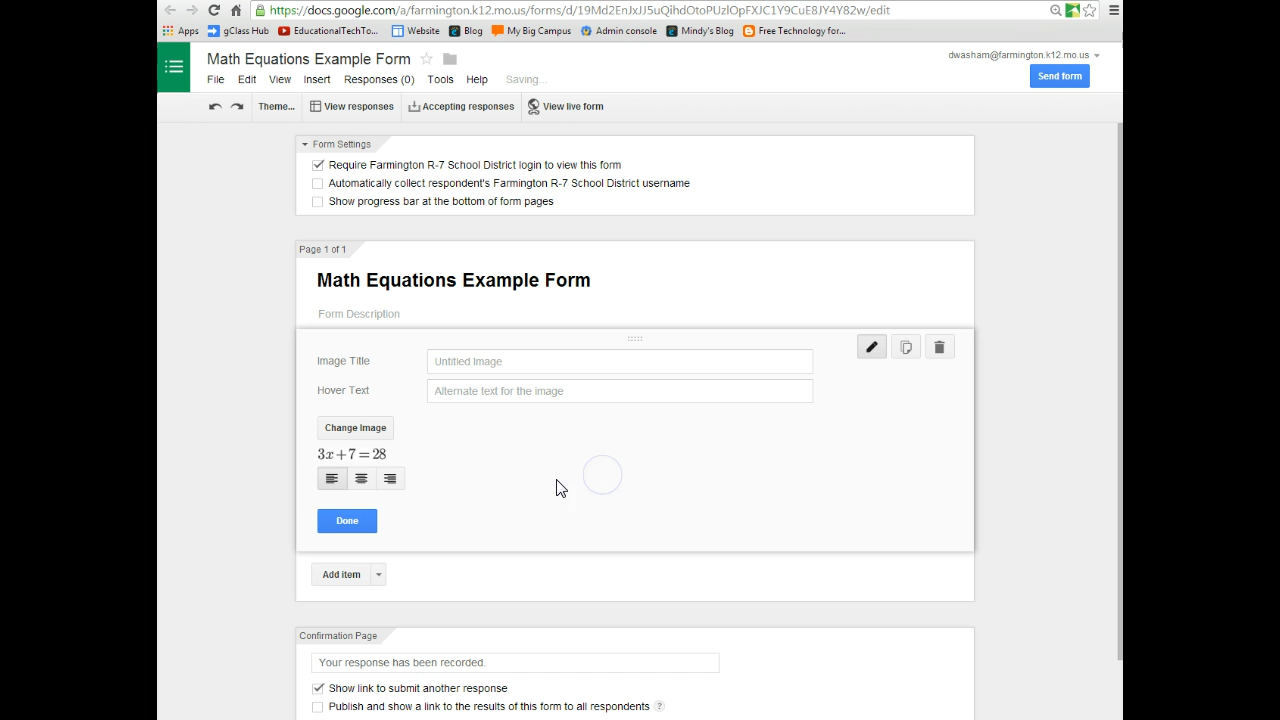 https://docs.google.com/a/farmington.k12.mo.us/forms/d/19Md2EnJxJJ5uQihdOtoPUzlOpFXJC1Y9CuE8JY4Y82w/edit
Apps gClass Hub EducationalTechTo... Website Blog My Big Campus Admin console Mindy's Blog Free Technology for...
Math Equations Example Form
dwasham@farmington.k12.mo.us
File Edit View Insert Responses (0) Tools Help Saving...
Send form
Theme... View responses Accepting responses View live form
Form Settings
Require Farmington R-7 School District login to view this form
Automatically collect respondent's Farmington R-7 School District username
Show progress bar at the bottom of form pages
Page 1 of 1
Math Equations Example Form
Form Description
Image Title Untitled Image
Hover Text Alternate text for the image
Change Image
3x+7=28
Done
Add item
Confirmation Page
Your response has been recorded.
Show link to submit another response
Publish and show a link to the results of this form to all respondents ?